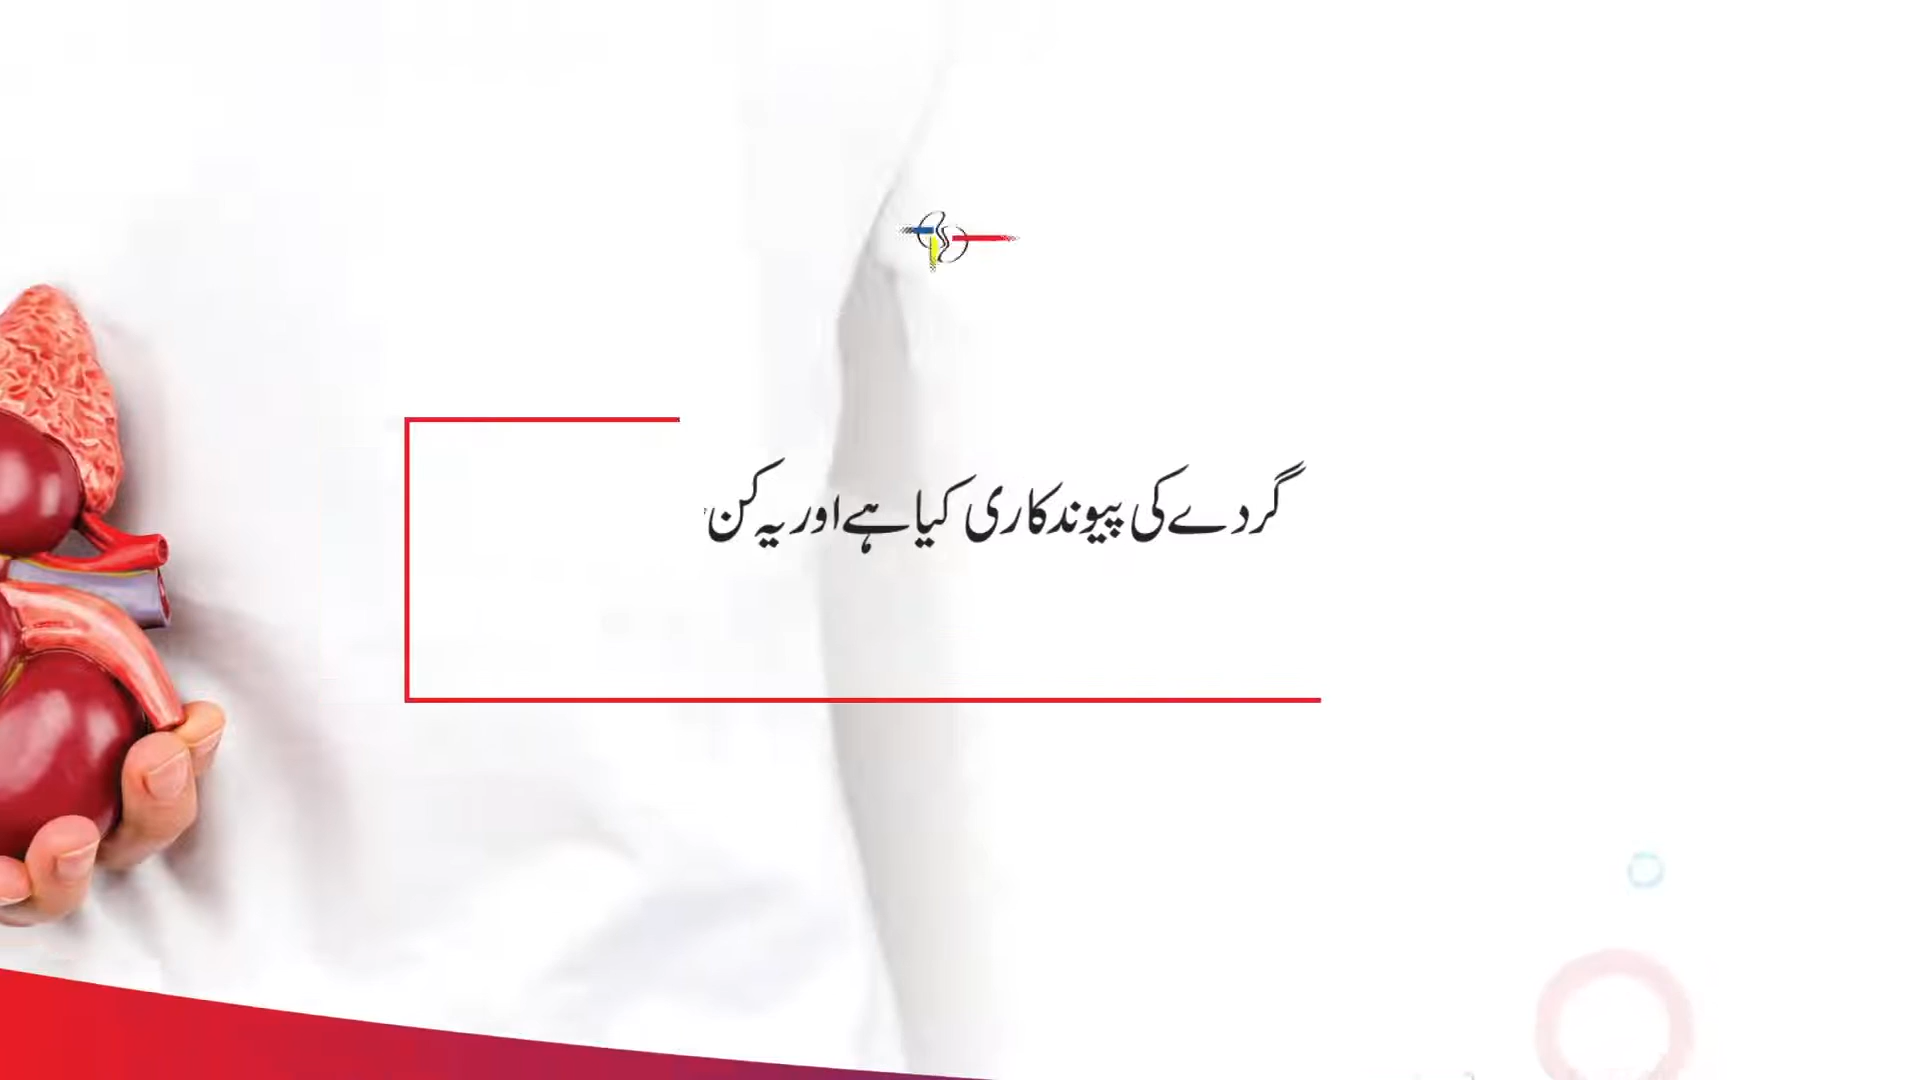 گردے کی پیوندکاری کیا ہے اور یہ کن